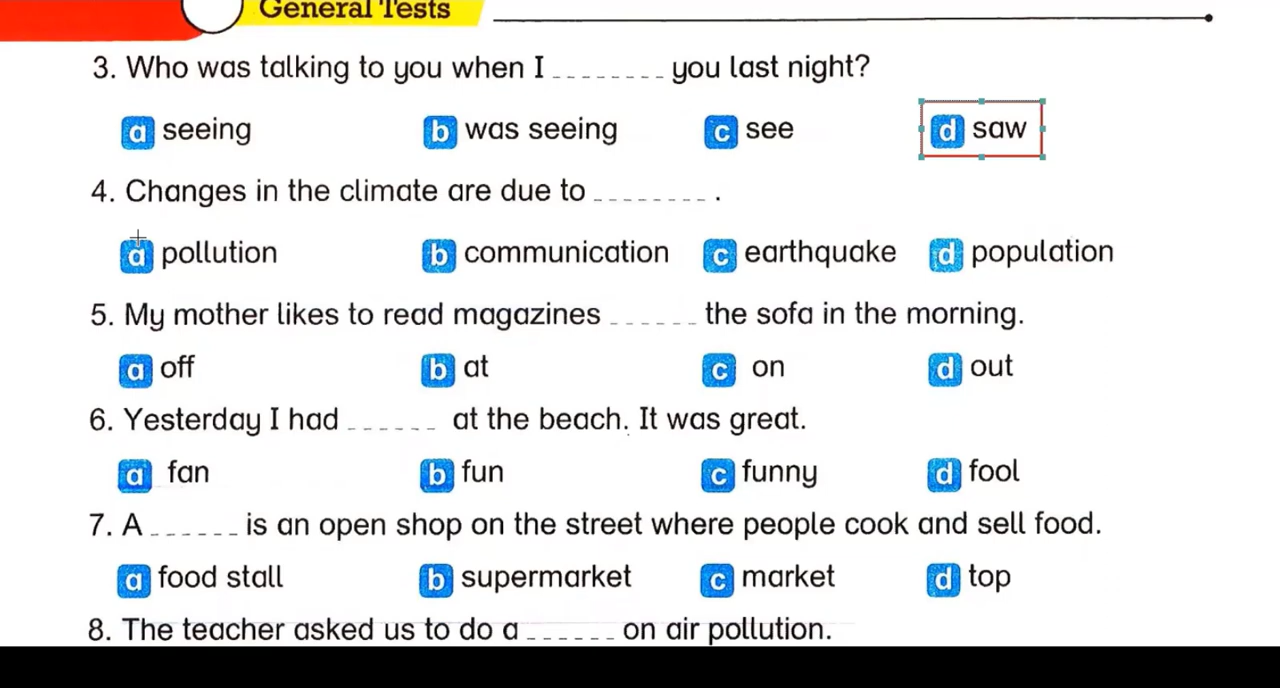 General Tests
3. Who was talking to you when I ________ you last night?
a seeing b was seeing c see d saw
4. Changes in the climate are due to ________ .
a pollution b communication c earthquake d population
5. My mother likes to read magazines ______ the sofa in the morning.
a off b at c on d out
6. Yesterday I had ______ at the beach. It was great.
a fan b fun c funny d fool
7. A ______ is an open shop on the street where people cook and sell food.
a food stall b supermarket c market d top
8. The teacher asked us to do a ______ on air pollution.